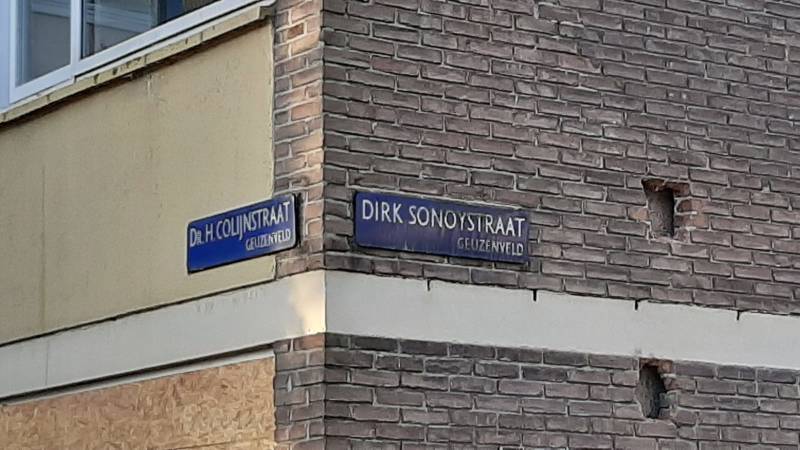 DR. H. COLIJNSTRAAT
GEUZENVELD
DIRK SONOYSTRAAT
GEUZENVELD